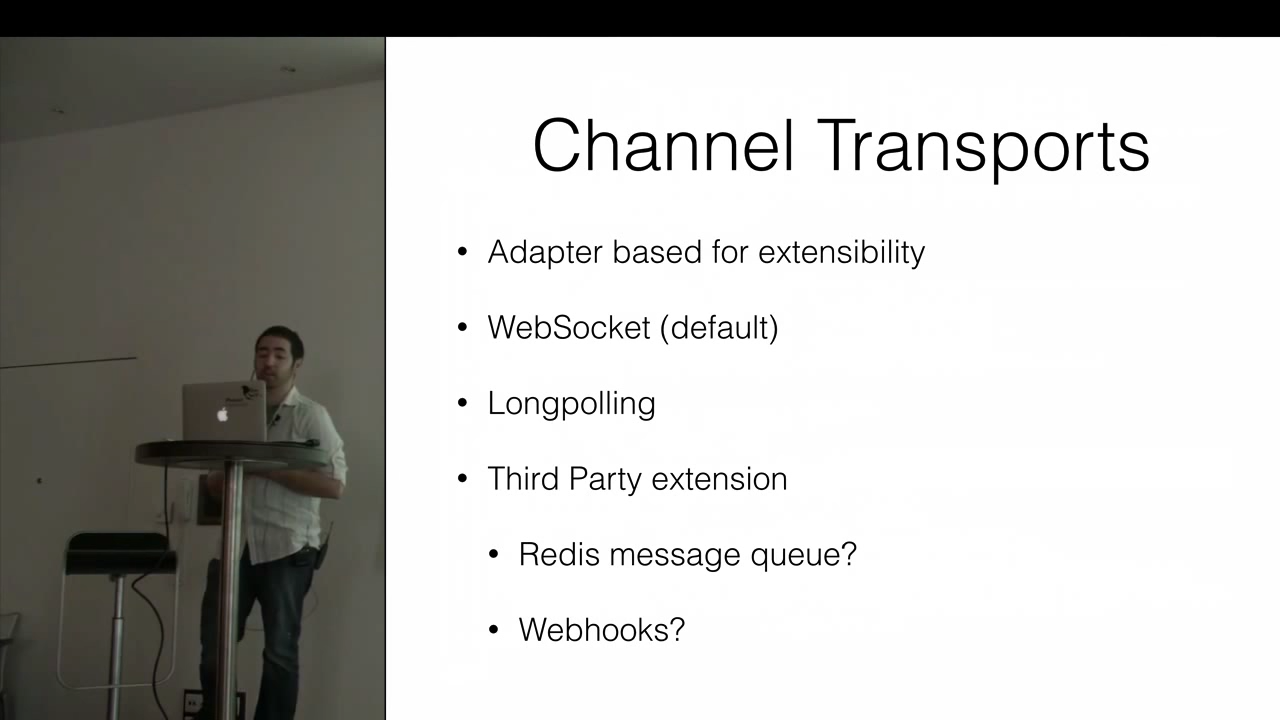 Channel Transports
• Adapter based for extensibility
• WebSocket (default)
• Longpolling
• Third Party extension
• Redis message queue?
• Webhooks?